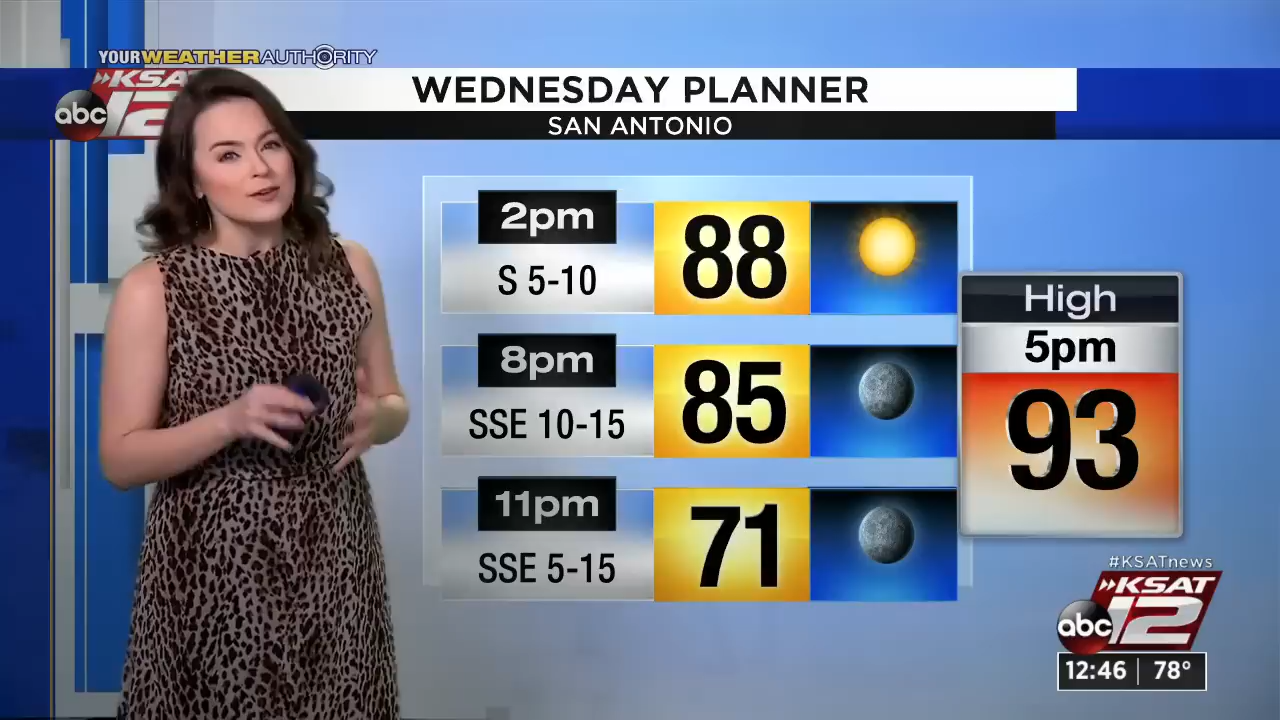 YOURWEATHERAUTHORITY
KSAT
abc 12
WEDNESDAY PLANNER
SAN ANTONIO
2pm
S 5-10
88
8pm
SSE 10-15
85
11pm
SSE 5-15
71
High
5pm
93
#KSATnews
KSAT
abc 12
12:46 78°